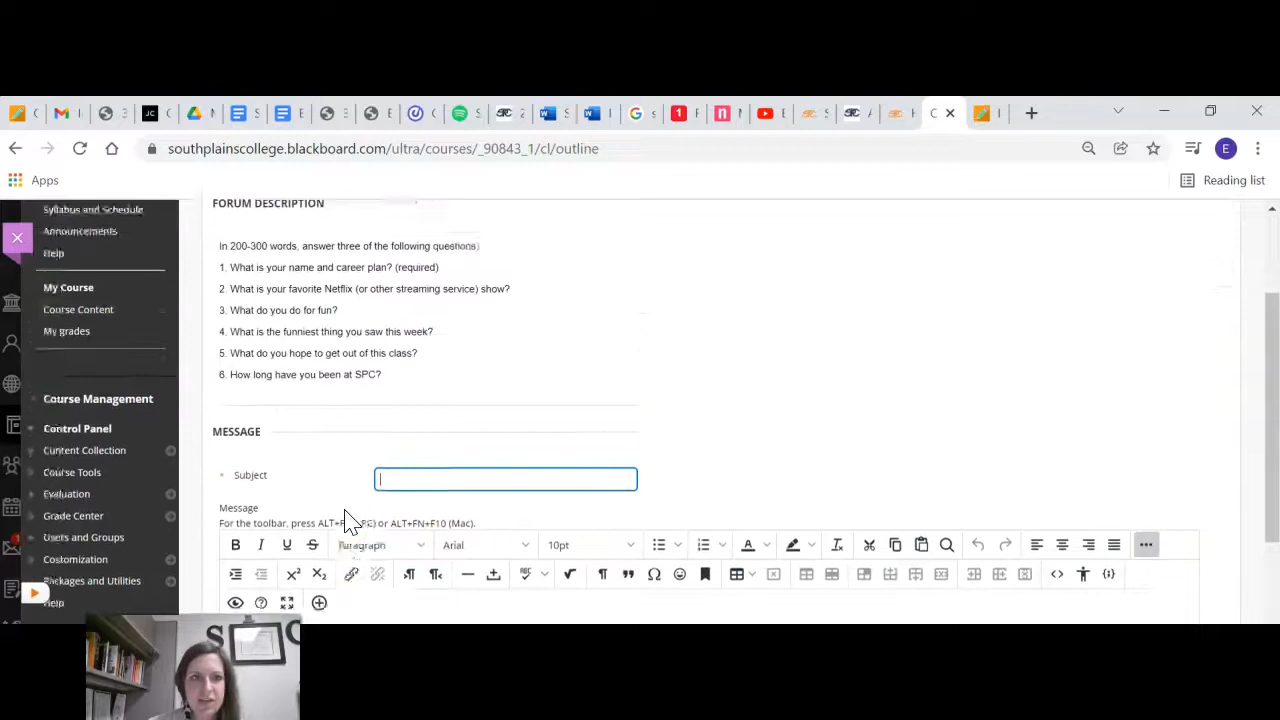 southplainscollege.blackboard.com/ultra/courses/_90843_1/cl/outline
E
Apps
Reading list
Syllabus and Schedule
Announcements
Help
My Course
Course Content
My grades
Course Management
Control Panel
Content Collection
Course Tools
Evaluation
Grade Center
Users and Groups
Customization
Packages and Utilities
Help
FORUM DESCRIPTION
In 200-300 words, answer three of the following questions)
1. What is your name and career plan? (required)
2. What is your favorite Netflix (or other streaming service) show?
3. What do you do for fun?
4. What is the funniest thing you saw this week?
5. What do you hope to get out of this class?
6. How long have you been at SPC?
MESSAGE
* Subject
Message
For the toolbar, press or ALT+FN+F10 (Mac).
Paragraph Arial 10pt